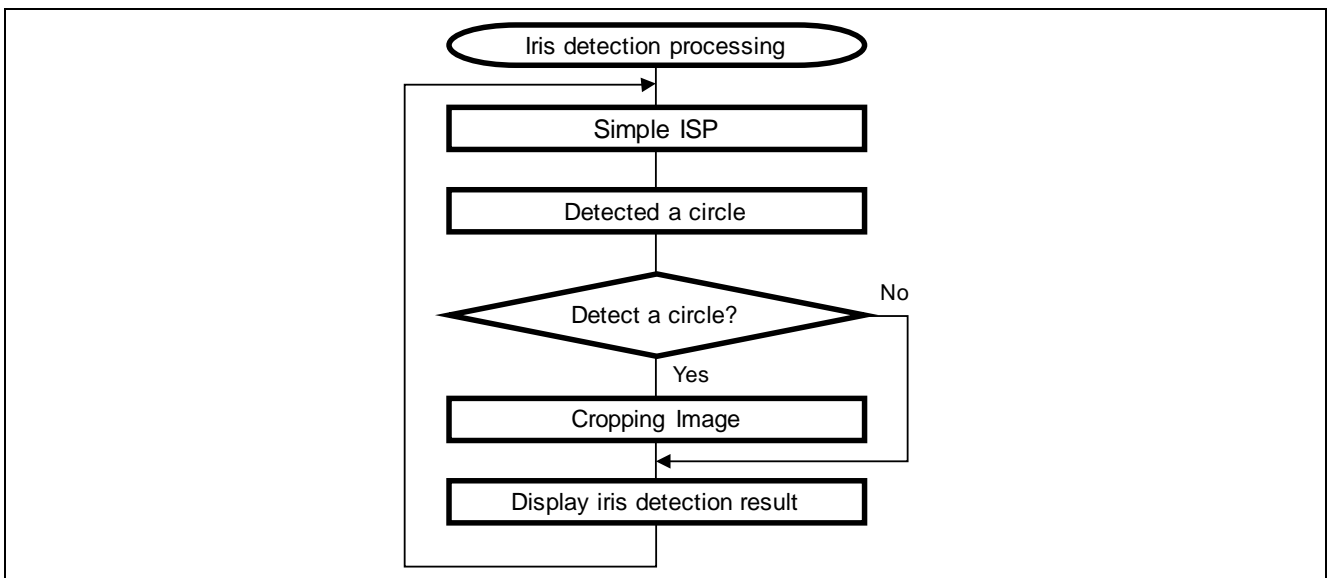 Iris detection processing
Simple ISP
Detected a circle
Detect a circle?
No
Yes
Cropping Image
Display iris detection result